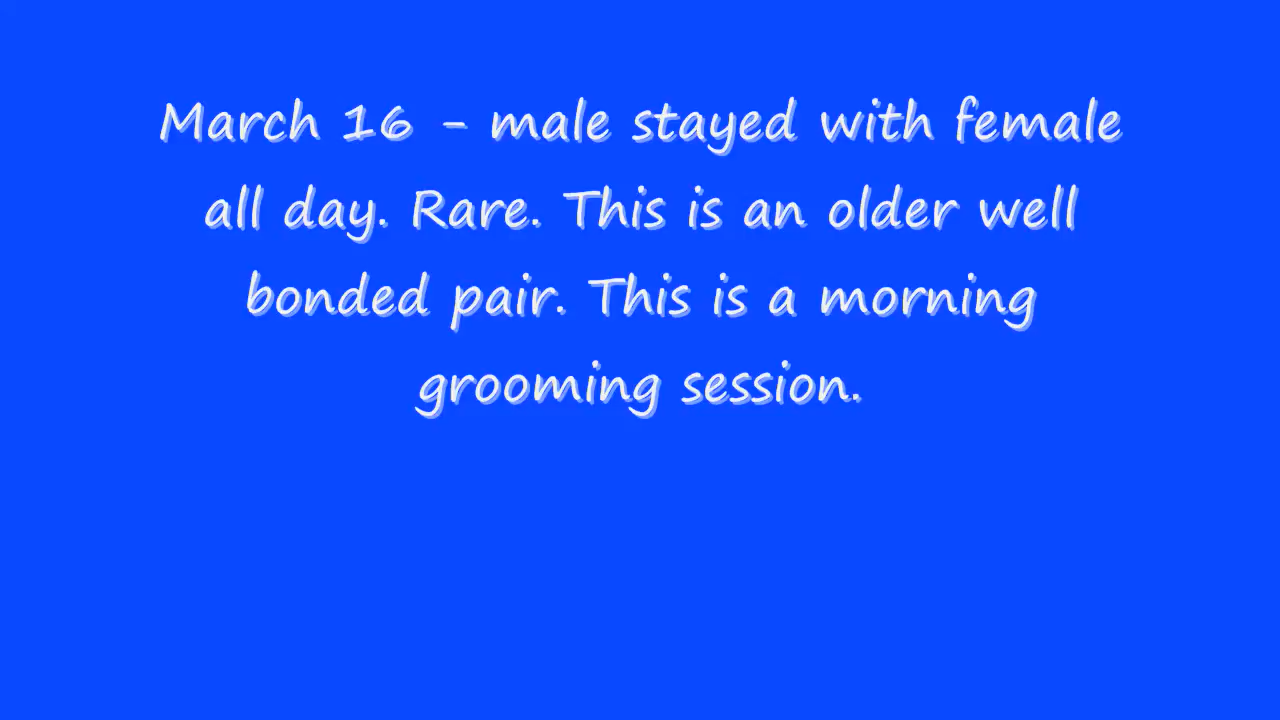 March 16 - male stayed with female
all day. Rare. This is an older well
bonded pair. This is a morning
grooming session.